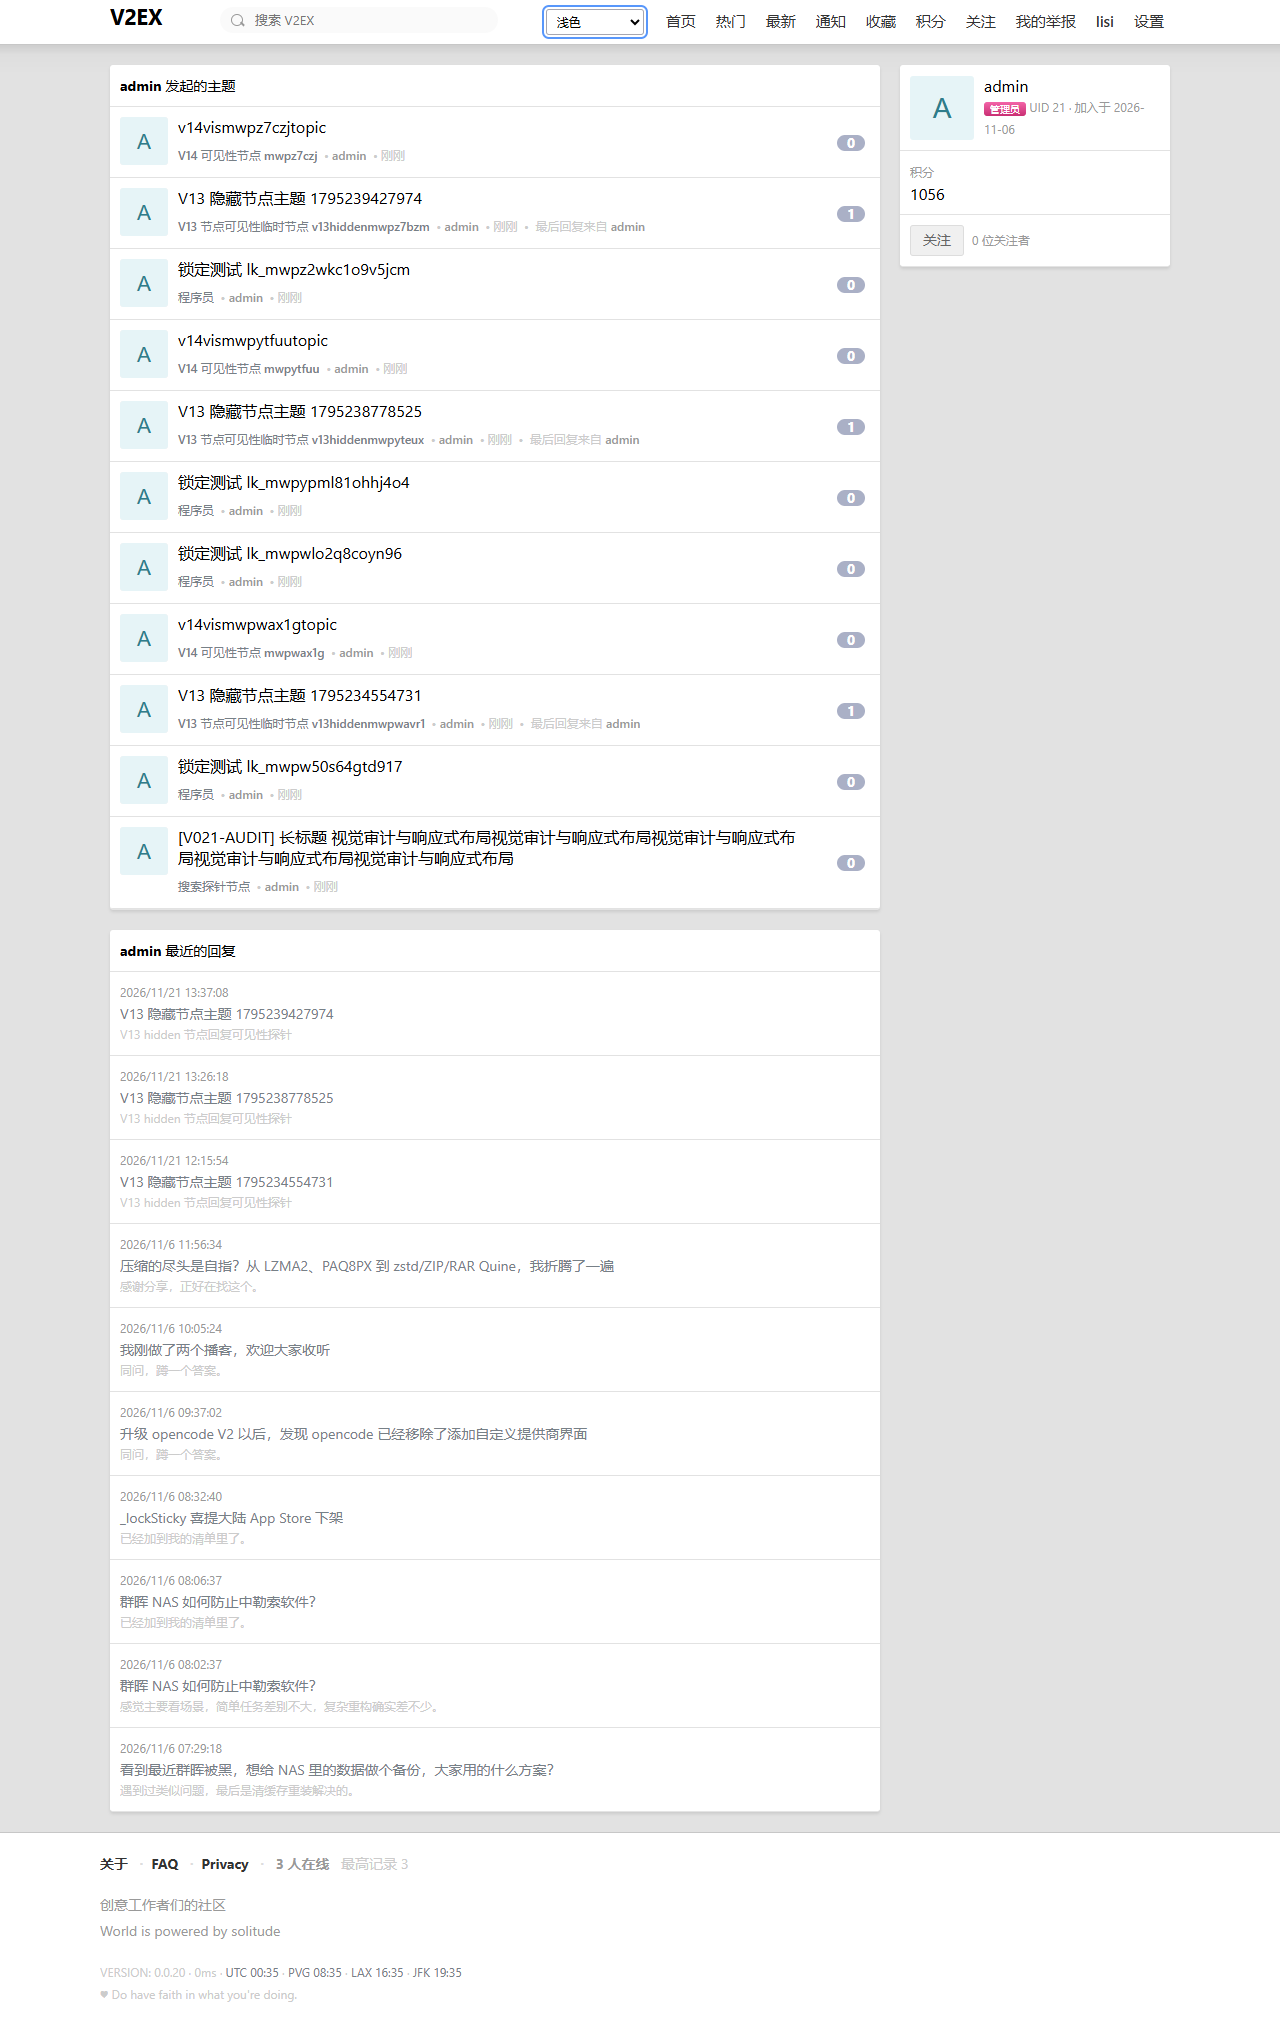 V2EX
搜索 V2EX
浅色
首页 热门 最新 通知 收藏 积分 关注 我的举报 lisi 设置
admin 发起的主题
A
v14vismwpz7czjtopic
V14 可见性节点 mwpz7czj • admin • 刚刚
0
A
V13 隐藏节点主题 1795239427974
V13 节点可见性临时节点 v13hiddenmwpz7bzm • admin • 刚刚 • 最后回复来自 admin
1
A
锁定测试 lk_mwpz2wkc1o9v5jcm
程序员 • admin • 刚刚
0
A
v14vismwpytfuutopic
V14 可见性节点 mwpytfuu • admin • 刚刚
0
A
V13 隐藏节点主题 1795238778525
V13 节点可见性临时节点 v13hiddenmwpyteux • admin • 刚刚 • 最后回复来自 admin
1
A
锁定测试 lk_mwpypml81ohhj4o4
程序员 • admin • 刚刚
0
A
锁定测试 lk_mwpwlo2q8coyn96
程序员 • admin • 刚刚
0
A
v14vismwpwax1gtopic
V14 可见性节点 mwpwax1g • admin • 刚刚
0
A
V13 隐藏节点主题 1795234554731
V13 节点可见性临时节点 v13hiddenmwpwavr1 • admin • 刚刚 • 最后回复来自 admin
1
A
锁定测试 lk_mwpw50s64gtd917
程序员 • admin • 刚刚
0
A
[V021-AUDIT] 长标题 视觉审计与响应式布局视觉审计与响应式布局视觉审计与响应式布
局视觉审计与响应式布局视觉审计与响应式布局
搜索探针节点 • admin • 刚刚
0
A
admin
管理员 UID 21 · 加入于 2026-
11-06
积分
1056
关注 0 位关注者
admin 最近的回复
2026/11/21 13:37:08
V13 隐藏节点主题 1795239427974
V13 hidden 节点回复可见性探针
2026/11/21 13:26:18
V13 隐藏节点主题 1795238778525
V13 hidden 节点回复可见性探针
2026/11/21 12:15:54
V13 隐藏节点主题 1795234554731
V13 hidden 节点回复可见性探针
2026/11/6 11:56:34
压缩的尽头是自指？从 LZMA2、PAQ8PX 到 zstd/ZIP/RAR Quine，我折腾了一遍
感谢分享，正好在找这个。
2026/11/6 10:05:24
我刚做了两个播客，欢迎大家收听
同问，蹲一个答案。
2026/11/6 09:37:02
升级 opencode V2 以后，发现 opencode 已经移除了添加自定义提供商界面
同问，蹲一个答案。
2026/11/6 08:32:40
_lockSticky 喜提大陆 App Store 下架
已经加到我的清单里了。
2026/11/6 08:06:37
群晖 NAS 如何防止中勒索软件？
已经加到我的清单里了。
2026/11/6 08:02:37
群晖 NAS 如何防止中勒索软件？
感觉主要看场景，简单任务差别不大，复杂重构确实差不少。
2026/11/6 07:29:18
看到最近群晖被黑，想给 NAS 里的数据做个备份，大家用的什么方案？
遇到过类似问题，最后是清缓存重装解决的。
关于 · FAQ · Privacy · 3 人在线 最高记录 3
创意工作者们的社区
World is powered by solitude
VERSION: 0.0.20 · 0ms · UTC 00:35 · PVG 08:35 · LAX 16:35 · JFK 19:35
♥ Do have faith in what you're doing.